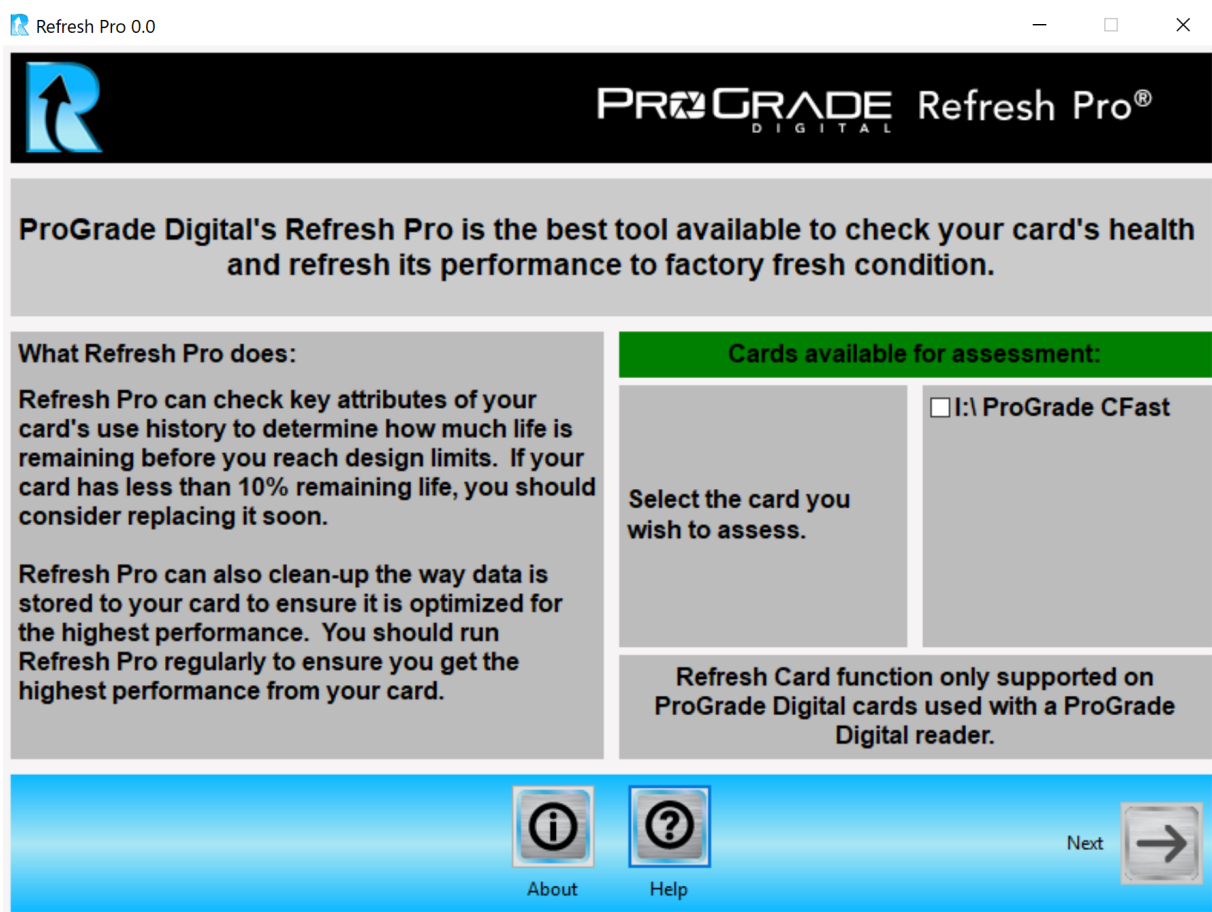 Refresh Pro 0.0
PROGRADE Refresh Pro®
DIGITAL
ProGrade Digital's Refresh Pro is the best tool available to check your card's health
and refresh its performance to factory fresh condition.
What Refresh Pro does:
Refresh Pro can check key attributes of your
card's use history to determine how much life is
remaining before you reach design limits.  If your
card has less than 10% remaining life, you should
consider replacing it soon.
Refresh Pro can also clean-up the way data is
stored to your card to ensure it is optimized for
the highest performance.  You should run
Refresh Pro regularly to ensure you get the
highest performance from your card.
Cards available for assessment:
Select the card you
wish to assess.
I:\ ProGrade CFast
Refresh Card function only supported on
ProGrade Digital cards used with a ProGrade
Digital reader.
About
Help
Next